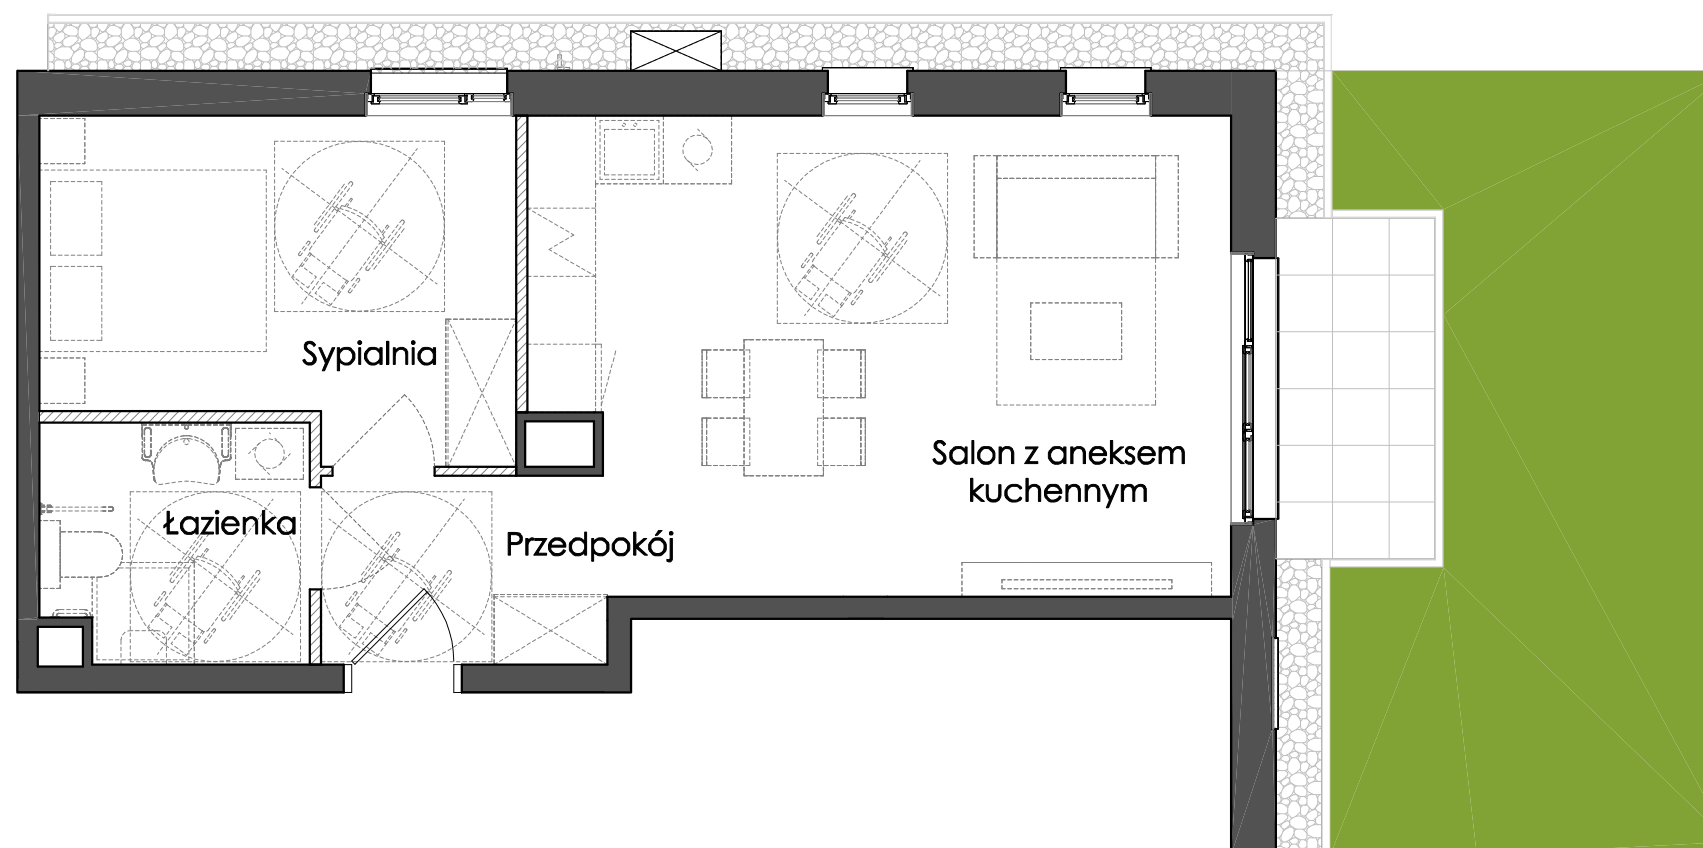 Sypialnia
Salon z aneksem
kuchennym
Łazienka
Przedpokój